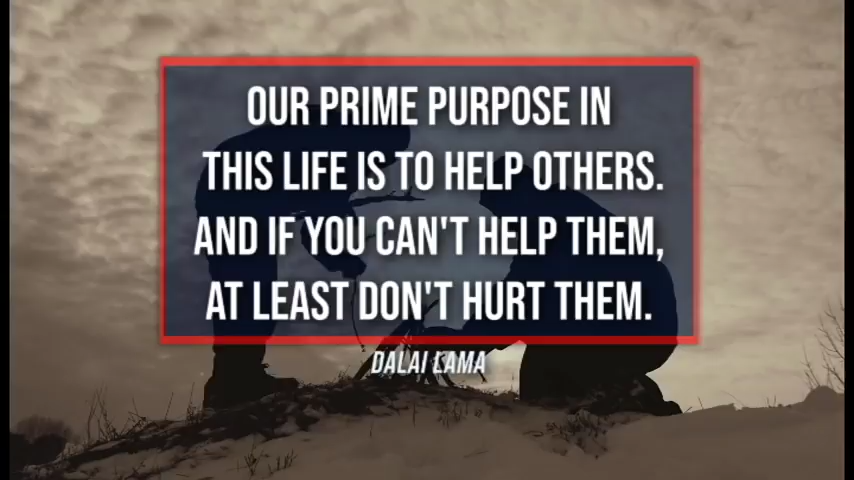 OUR PRIME PURPOSE IN
THIS LIFE IS TO HELP OTHERS.
AND IF YOU CAN'T HELP THEM,
AT LEAST DON'T HURT THEM.
DALAI LAMA